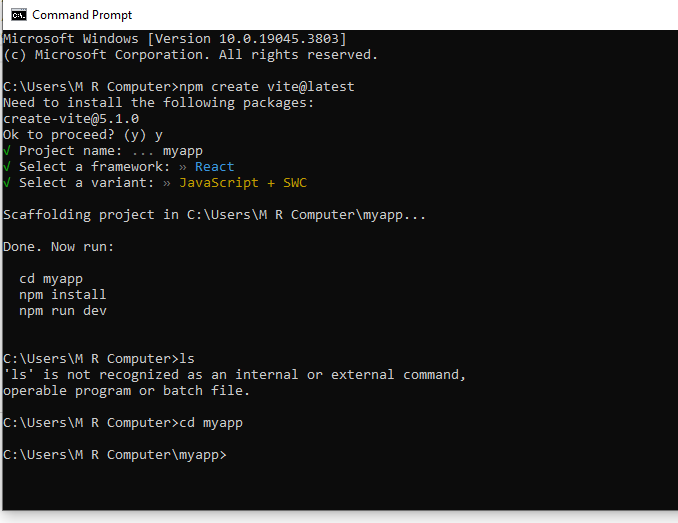 Command Prompt
Microsoft Windows [Version 10.0.19045.3803]
(c) Microsoft Corporation. All rights reserved.
C:\Users\M R Computer>npm create vite@latest
Need to install the following packages:
create-vite@5.1.0
Ok to proceed? (y) y
√ Project name: ... myapp
√ Select a framework: » React
√ Select a variant: » JavaScript + SWC
Scaffolding project in C:\Users\M R Computer\myapp...
Done. Now run:
cd myapp
npm install
npm run dev
C:\Users\M R Computer>ls
'ls' is not recognized as an internal or external command,
operable program or batch file.
C:\Users\M R Computer>cd myapp
C:\Users\M R Computer\myapp>